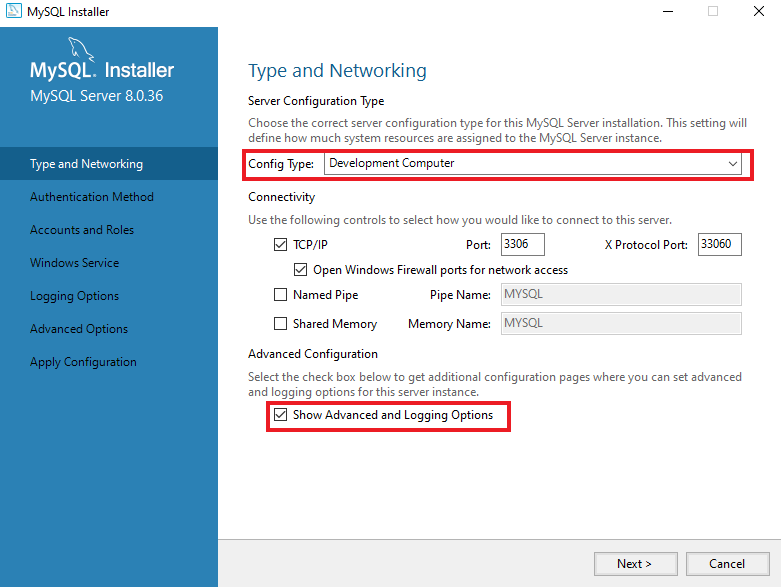 MySQL Installer
MySQL. Installer
MySQL Server 8.0.36
Type and Networking
Authentication Method
Accounts and Roles
Windows Service
Logging Options
Advanced Options
Apply Configuration
Type and Networking
Server Configuration Type
Choose the correct server configuration type for this MySQL Server installation. This setting will
define how much system resources are assigned to the MySQL Server instance.
Config Type: Development Computer
Connectivity
Use the following controls to select how you would like to connect to this server.
TCP/IP Port: 3306 X Protocol Port: 33060
Open Windows Firewall ports for network access
Named Pipe Pipe Name: MYSQL
Shared Memory Memory Name: MYSQL
Advanced Configuration
Select the check box below to get additional configuration pages where you can set advanced
and logging options for this server instance.
Show Advanced and Logging Options
Next > Cancel